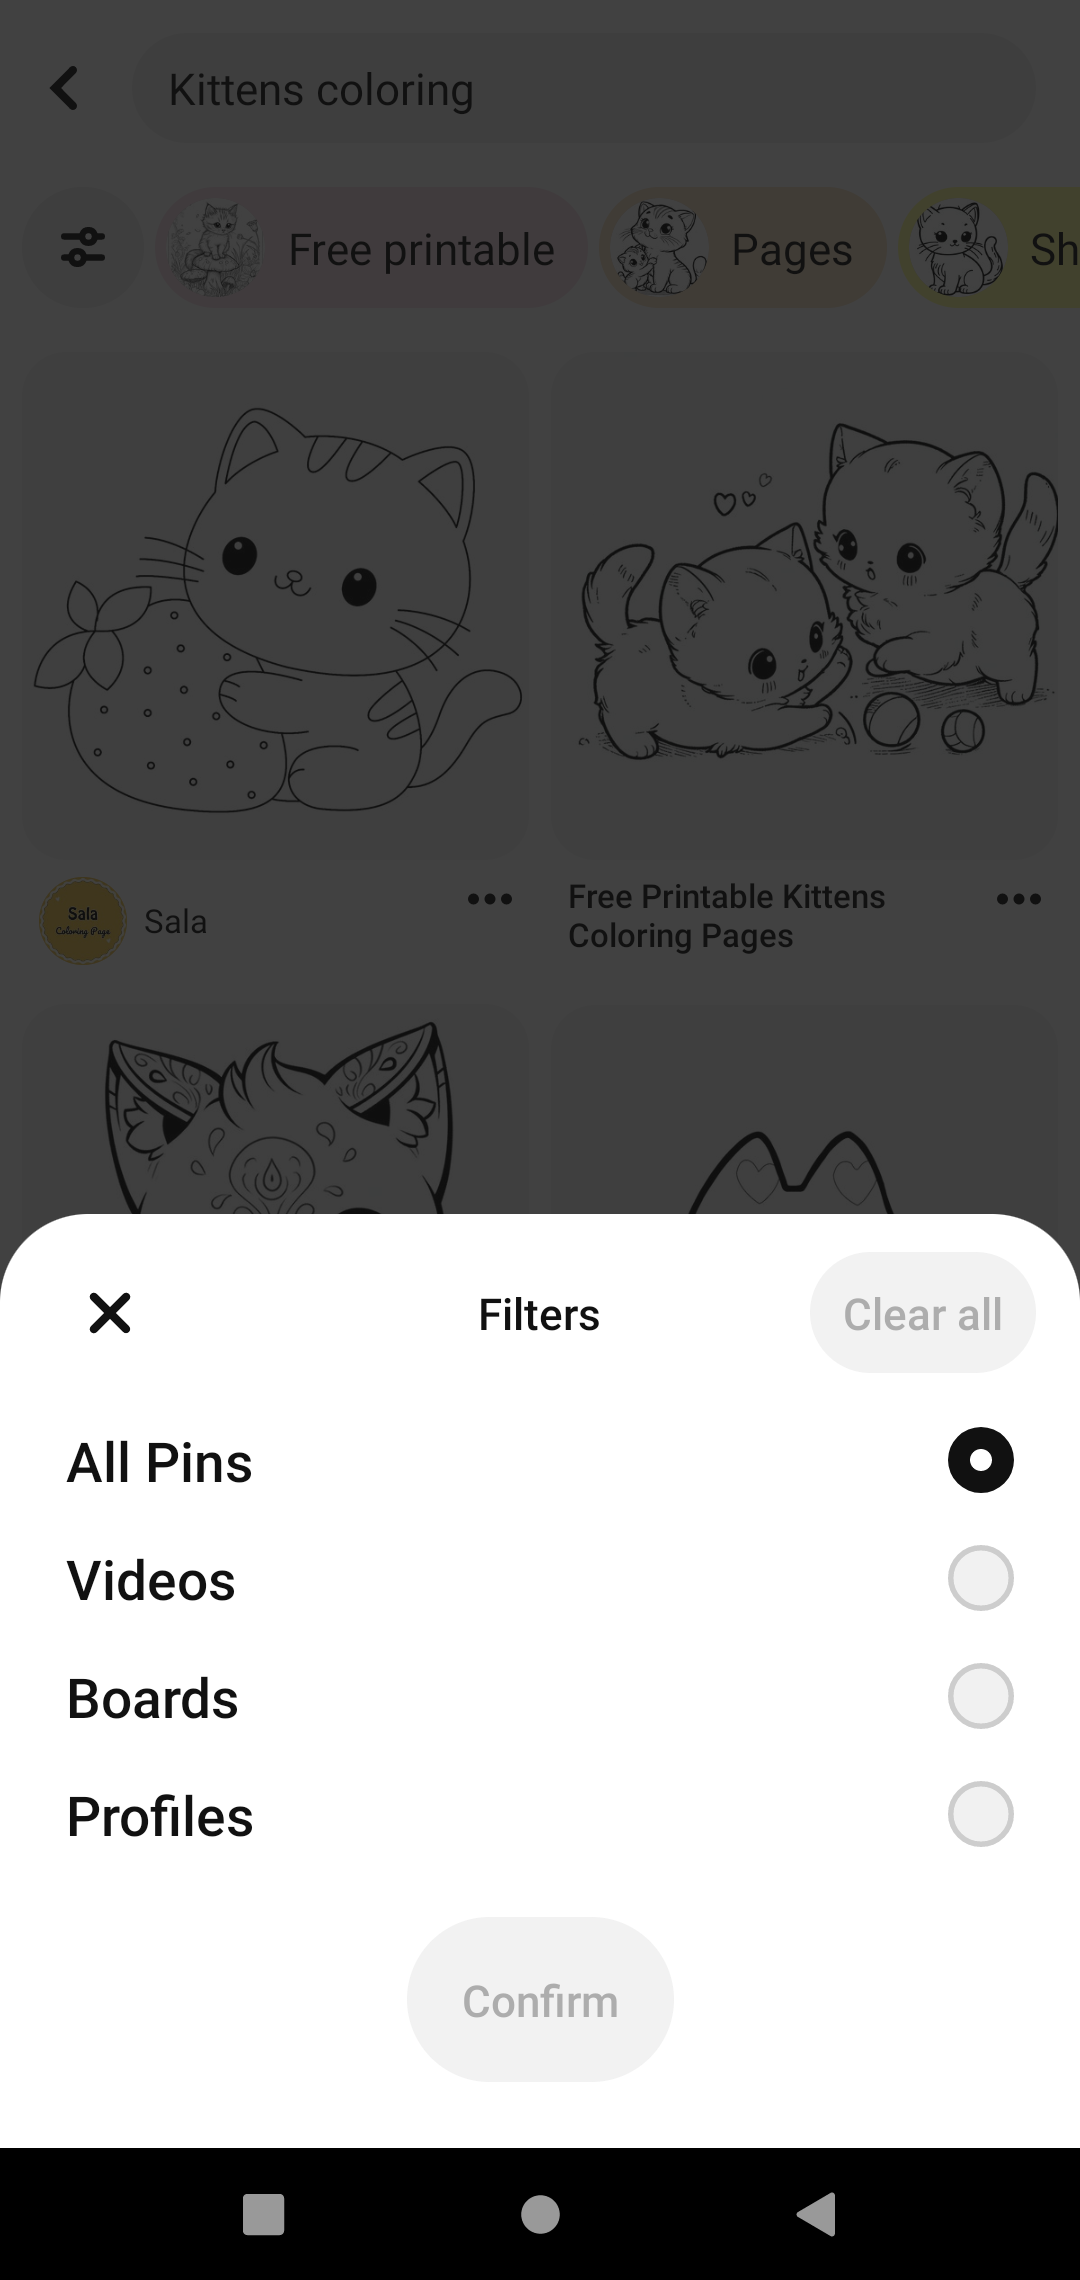 Kittens coloring
Free printable
Pages
Sh
Sala
Coloring Page
Sala
Free Printable Kittens
Coloring Pages
Filters
Clear all
All Pins
Videos
Boards
Profiles
Confirm